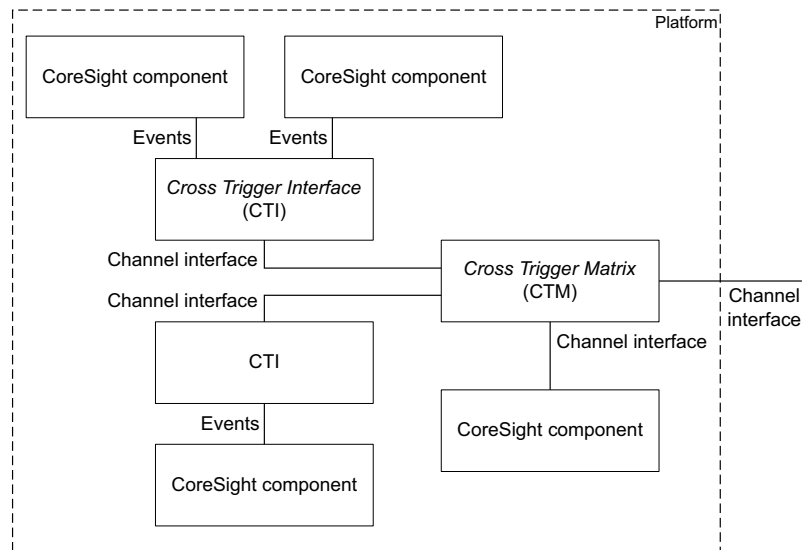 Platform
CoreSight component
CoreSight component
Events
Events
Cross Trigger Interface
(CTI)
Channel interface
Cross Trigger Matrix
(CTM)
Channel
interface
Channel interface
CTI
Channel interface
CoreSight component
Events
CoreSight component